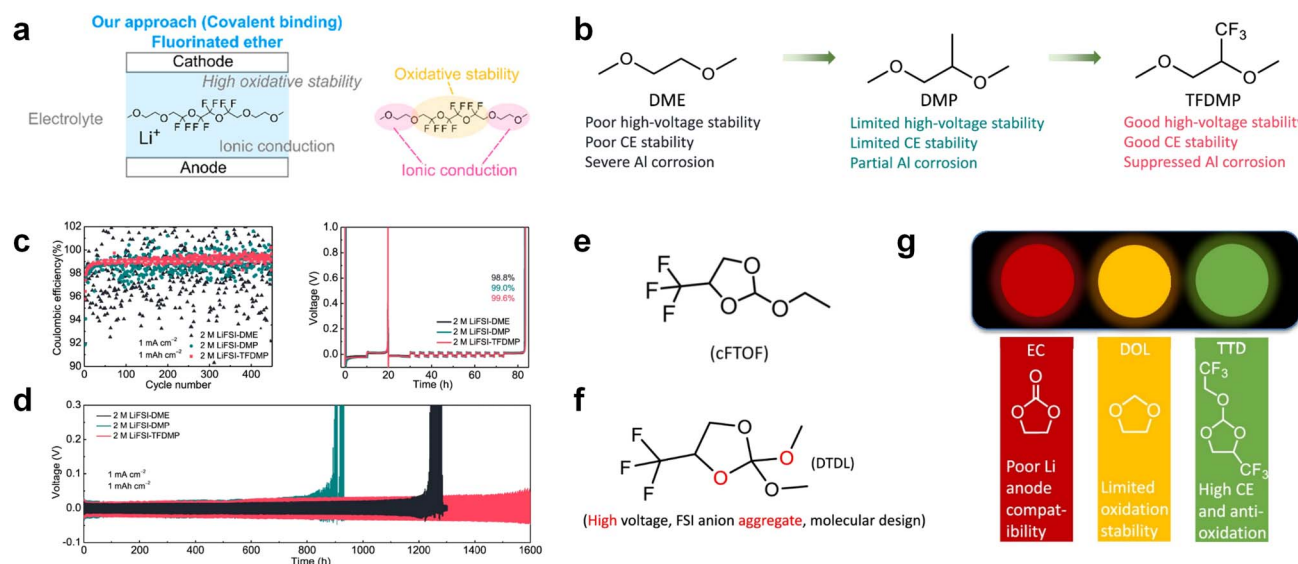 a
Our approach (Covalent binding)
Fluorinated ether
Cathode
High oxidative stability
Electrolyte
O
F F F F F
Li⁺
Ionic conduction
Anode
Oxidative stability
Ionic conduction
b
DME
Poor high-voltage stability
Poor CE stability
Severe Al corrosion
DMP
Limited high-voltage stability
Limited CE stability
Partial Al corrosion
CF₃
TFDMP
Good high-voltage stability
Good CE stability
Suppressed Al corrosion
c
Coulombic efficiency(%)
102
100
98
96
94
92
90
1 mA cm⁻²
1 mAh cm⁻²
2 M LiFSI-DME
2 M LiFSI-DMP
2 M LiFSI-TFDMP
0 100 200 300 400
Cycle number
Voltage (V)
1.0
0.8
0.6
0.4
0.2
0.0
98.8%
99.0%
99.6%
2 M LiFSI-DME
2 M LiFSI-DMP
2 M LiFSI-TFDMP
0 20 40 60 80
Time (h)
d
Voltage (V)
0.3
0.2
0.1
0.0
-0.1
2 M LiFSI-DME
2 M LiFSI-DMP
2 M LiFSI-TFDMP
1 mA cm⁻²
1 mAh cm⁻²
0 200 400 600 800 1000 1200 1400 1600
Time (h)
e
F
F
F
O
O
O
(cFTOF)
f
F
F
F
O
O
O
O
(DTDL)
(High voltage, FSI anion aggregate, molecular design)
g
EC
O
O O
Poor Li
anode
compat-
ibility
DOL
O O
Limited
oxidation
stability
TTD
CF₃
O
O O
CF₃
High CE
and anti-
oxidation